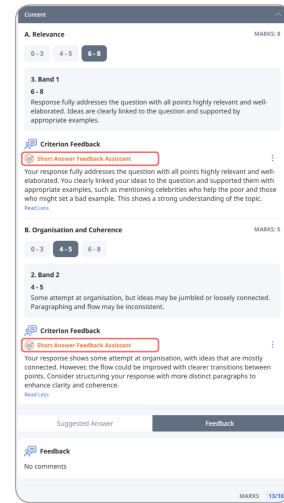 Content
A. Relevance MARKS: 8
0 - 3 4 - 5 6 - 8
3. Band 1
6 - 8
Response fully addresses the question with all points highly relevant and well-
elaborated. Ideas are clearly linked to the question and supported by
appropriate examples.
Criterion Feedback
Short Answer Feedback Assistant
Your response fully addresses the question with all points highly relevant and well-
elaborated. You clearly linked your ideas to the question and supported them with
appropriate examples, such as mentioning celebrities who help the poor and those
who might set a bad example. This shows a strong understanding of the topic.
Read Less
B. Organisation and Coherence MARKS: 5
0 - 3 4 - 5 6 - 8
2. Band 2
4 - 5
Some attempt at organisation, but ideas may be jumbled or loosely connected.
Paragraphing and flow may be inconsistent.
Criterion Feedback
Short Answer Feedback Assistant
Your response shows some attempt at organisation, with ideas that are mostly
connected. However, the flow could be improved with clearer transitions between
points. Consider structuring your response with more distinct paragraphs to
enhance clarity and coherence.
Read Less
Suggested Answer Feedback
Feedback
No comments
MARKS 13/16